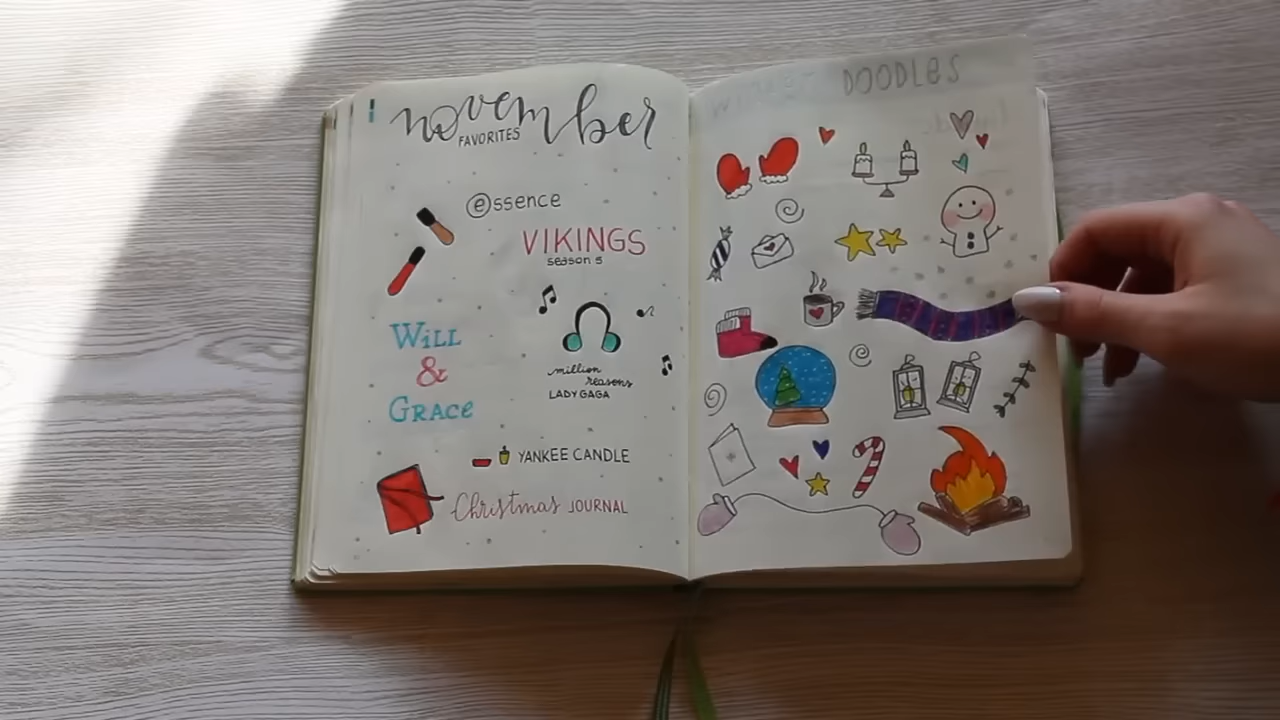 november
FAVORITES
essence
VIKINGS
season 5
WiLL
&
GRACE
million
reasons
LADY GAGA
YANKEE CANDLE
Christmas JOURNAL
DOODLES